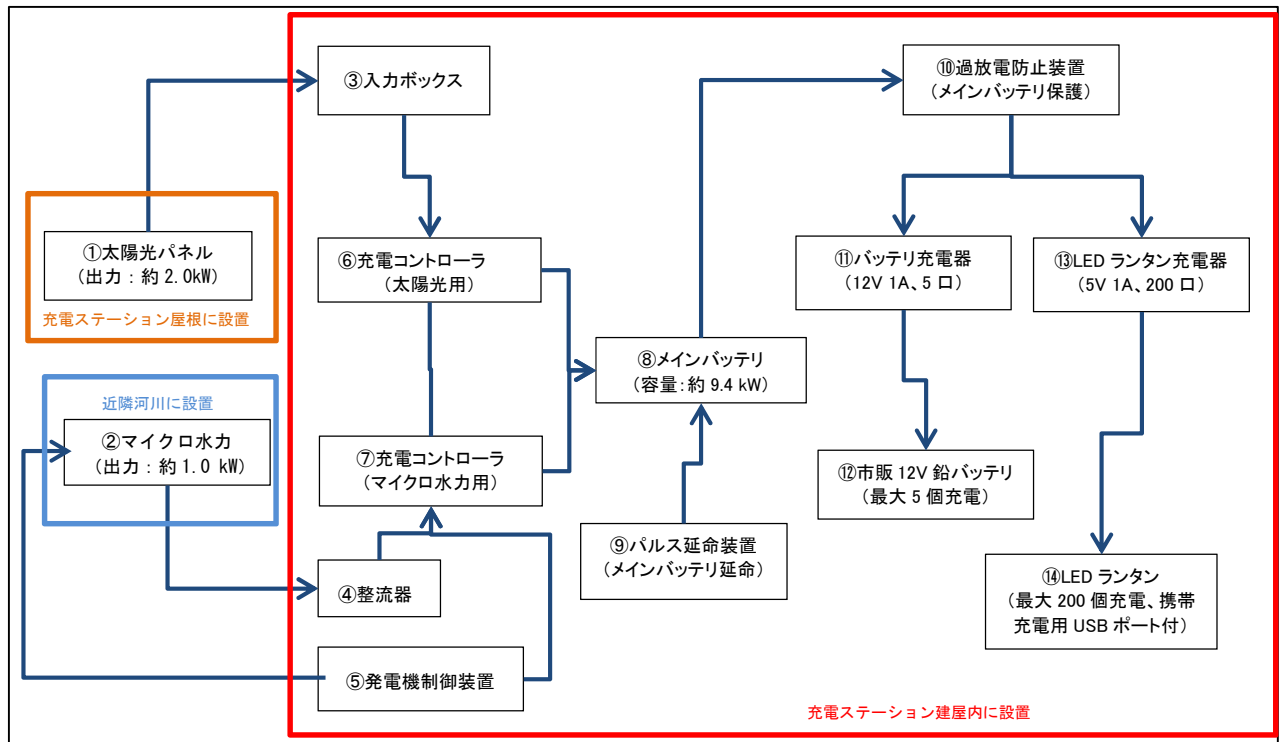 ③入力ボックス
⑩過放電防止装置
（メインバッテリ保護）
①太陽光パネル
（出力：約 2.0kW）
充電ステーション屋根に設置
⑥充電コントローラ
（太陽光用）
⑪バッテリ充電器
（12V 1A、5 口）
⑬LED ランタン充電器
（5V 1A、200 口）
⑧メインバッテリ
（容量：約 9.4 kW）
近隣河川に設置
②マイクロ水力
（出力：約 1.0 kW）
⑦充電コントローラ
（マイクロ水力用）
⑫市販 12V 鉛バッテリ
（最大 5 個充電）
⑨パルス延命装置
（メインバッテリ延命）
④整流器
⑭LED ランタン
（最大 200 個充電、携帯
充電用 USB ポート付）
⑤発電機制御装置
充電ステーション建屋内に設置